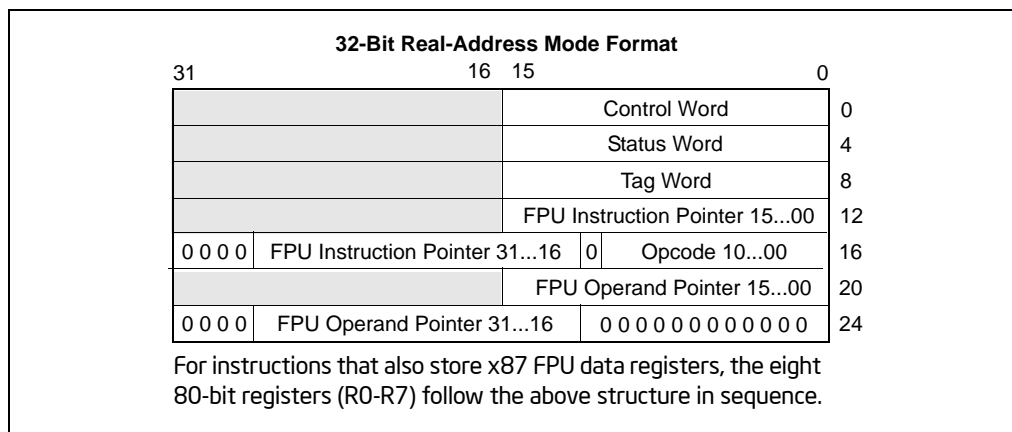 32-Bit Real-Address Mode Format
31 16 15 0
Control Word 0
Status Word 4
Tag Word 8
FPU Instruction Pointer 15...00 12
0 0 0 0 FPU Instruction Pointer 31...16 0 Opcode 10...00 16
FPU Operand Pointer 15...00 20
0 0 0 0 FPU Operand Pointer 31...16 0 0 0 0 0 0 0 0 0 0 0 0 24
For instructions that also store x87 FPU data registers, the eight
80-bit registers (R0-R7) follow the above structure in sequence.